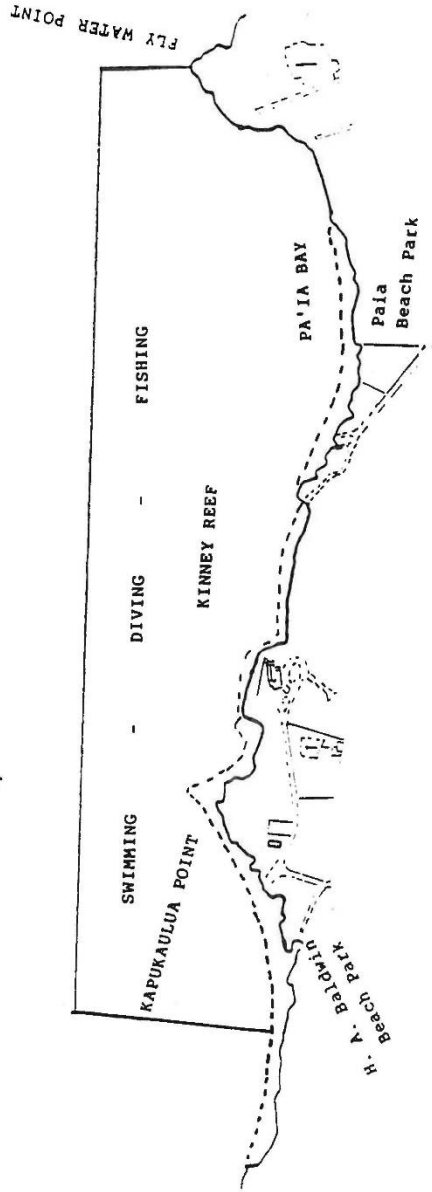 FLY WATER POINT
SWIMMING - DIVING - FISHING
KINNEY REEF
KAPUKAULUA POINT
PA'IA BAY
Paia
Beach Park
H. A. Baldwin
Beach Park